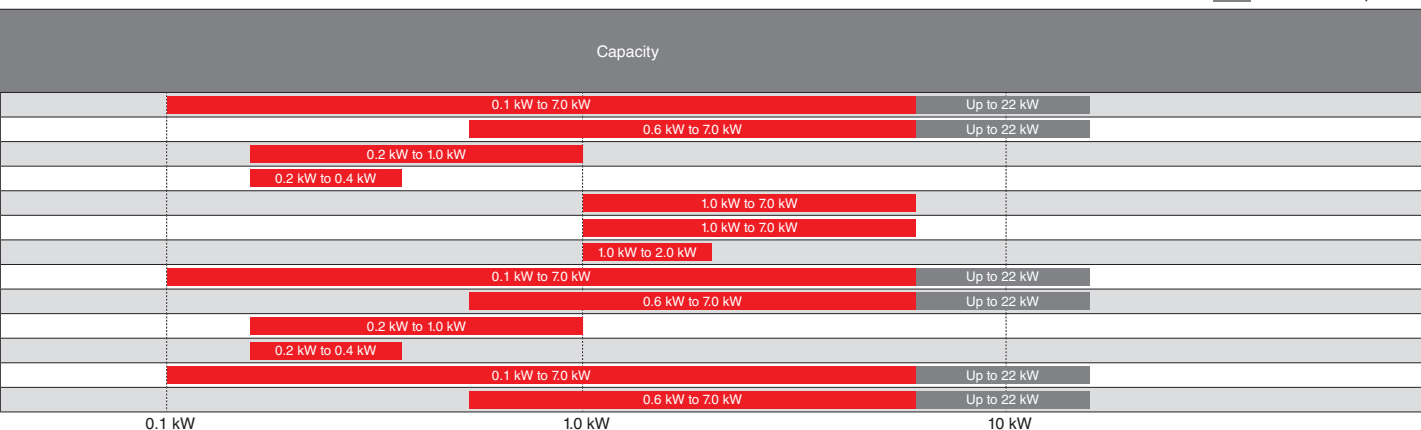 Capacity
0.1 kW to 7.0 kW Up to 22 kW
0.6 kW to 7.0 kW Up to 22 kW
0.2 kW to 1.0 kW
0.2 kW to 0.4 kW
1.0 kW to 7.0 kW
1.0 kW to 7.0 kW
1.0 kW to 2.0 kW
0.1 kW to 7.0 kW Up to 22 kW
0.6 kW to 7.0 kW Up to 22 kW
0.2 kW to 1.0 kW
0.2 kW to 0.4 kW
0.1 kW to 7.0 kW Up to 22 kW
0.6 kW to 7.0 kW Up to 22 kW
0.1 kW 1.0 kW 10 kW